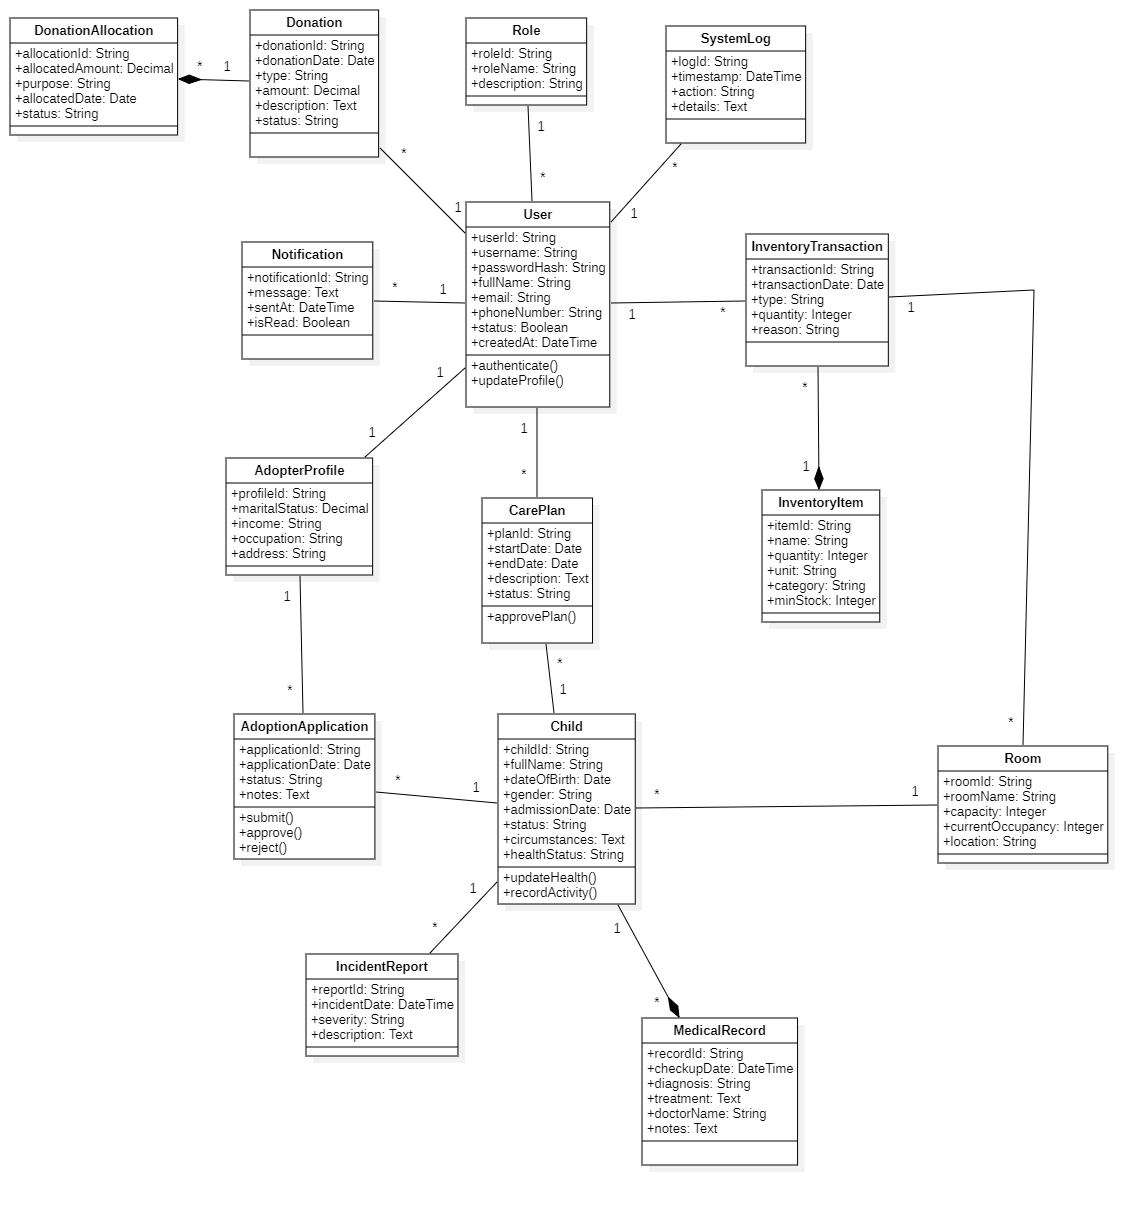 DonationAllocation
+allocationId: String
+allocatedAmount: Decimal
+purpose: String
+allocatedDate: Date
+status: String
*
1
Donation
+donationId: String
+donationDate: Date
+type: String
+amount: Decimal
+description: Text
+status: String
*
1
Role
+roleId: String
+roleName: String
+description: String
1
*
SystemLog
+logId: String
+timestamp: DateTime
+action: String
+details: Text
*
1
User
+userId: String
+username: String
+passwordHash: String
+fullName: String
+email: String
+phoneNumber: String
+status: Boolean
+createdAt: DateTime
+authenticate()
+updateProfile()
Notification
+notificationId: String
+message: Text
+sentAt: DateTime
+isRead: Boolean
*
1
InventoryTransaction
+transactionId: String
+transactionDate: Date
+type: String
+quantity: Integer
+reason: String
1
*
1
*
1
1
1
*
*
1
AdopterProfile
+profileId: String
+maritalStatus: Decimal
+income: String
+occupation: String
+address: String
CarePlan
+planId: String
+startDate: Date
+endDate: Date
+description: Text
+status: String
+approvePlan()
InventoryItem
+itemId: String
+name: String
+quantity: Integer
+unit: String
+category: String
+minStock: Integer
1
*
*
1
*
AdoptionApplication
+applicationId: String
+applicationDate: Date
+status: String
+notes: Text
+submit()
+approve()
+reject()
*
1
Child
+childId: String
+fullName: String
+dateOfBirth: Date
+gender: String
+admissionDate: Date
+status: String
+circumstances: Text
+healthStatus: String
+updateHealth()
+recordActivity()
*
1
Room
+roomId: String
+roomName: String
+capacity: Integer
+currentOccupancy: Integer
+location: String
1
*
1
*
IncidentReport
+reportId: String
+incidentDate: DateTime
+severity: String
+description: Text
MedicalRecord
+recordId: String
+checkupDate: DateTime
+diagnosis: String
+treatment: Text
+doctorName: String
+notes: Text